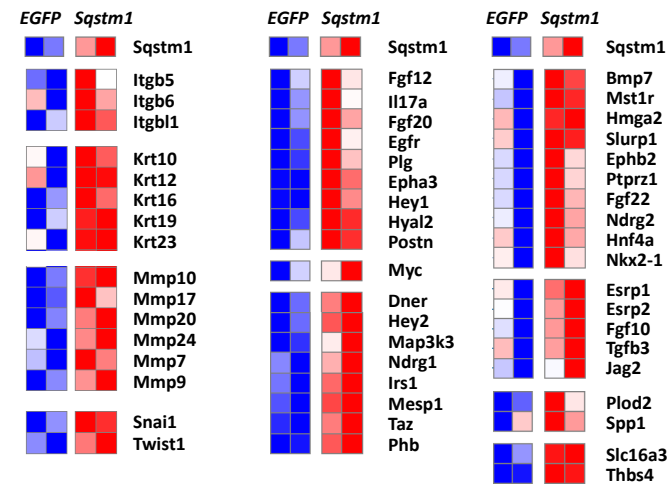 EGFP Sqstm1
Sqstm1
Itgb5
Itgb6
Itgbl1
Krt10
Krt12
Krt16
Krt19
Krt23
Mmp10
Mmp17
Mmp20
Mmp24
Mmp7
Mmp9
Snai1
Twist1
EGFP Sqstm1
Sqstm1
Fgf12
Il17a
Fgf20
Egfr
Plg
Epha3
Hey1
Hyal2
Postn
Myc
Dner
Hey2
Map3k3
Ndrg1
Irs1
Mesp1
Taz
Phb
EGFP Sqstm1
Sqstm1
Bmp7
Mst1r
Hmga2
Slurp1
Ephb2
Ptprz1
Fgf22
Ndrg2
Hnf4a
Nkx2-1
Esrp1
Esrp2
Fgf10
Tgfb3
Jag2
Plod2
Spp1
Slc16a3
Thbs4